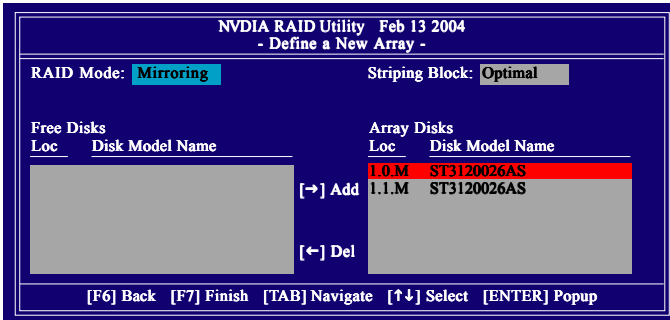 NVDIA RAID Utility Feb 13 2004
- Define a New Array -
RAID Mode: Mirroring Striping Block: Optimal
Free Disks Array Disks
Loc Disk Model Name Loc Disk Model Name
1.0.M ST3120026AS
[→] Add 1.1.M ST3120026AS
[←] Del
[F6] Back [F7] Finish [TAB] Navigate [↑↓] Select [ENTER] Popup